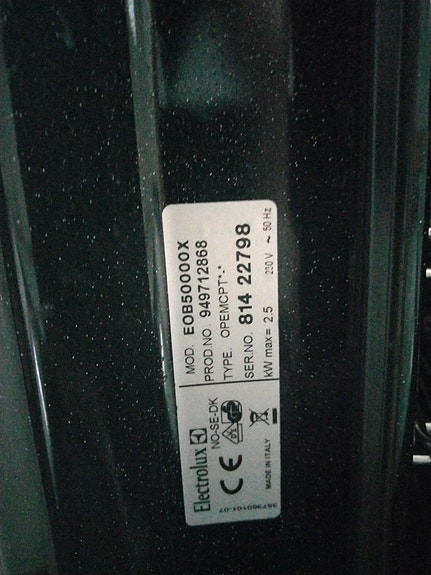 Electrolux
NO-SE-DK
CE
MADE IN ITALY
MOD. EOB50000X
PROD.NO. 949712868
TYPE. OPEMCPT*-*
SER.NO. 814 22798
kW max= 2.5 230 V ~ 50 Hz